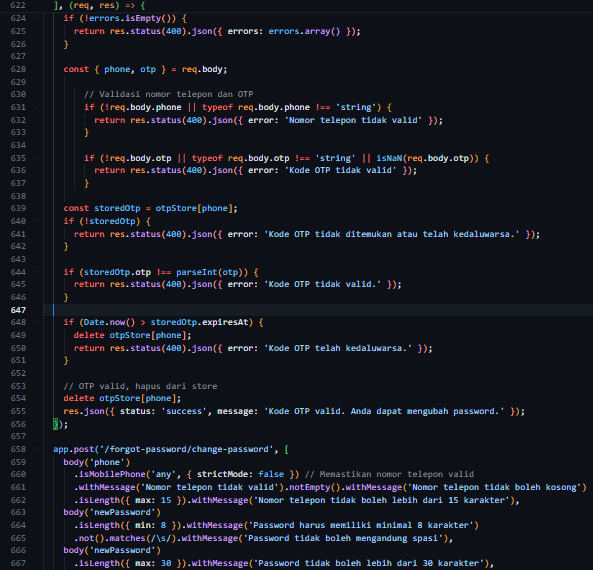 622 ], (req, res) => {
624 if (!errors.isEmpty()) {
625 return res.status(400).json({ errors: errors.array() });
626 }
627
628 const { phone, otp } = req.body;
629
630 // Validasi nomor telepon dan OTP
631 if (!req.body.phone || typeof req.body.phone !== 'string') {
632 return res.status(400).json({ error: 'Nomor telepon tidak valid' });
633 }
634
635 if (!req.body.otp || typeof req.body.otp !== 'string' || isNaN(req.body.otp)) {
636 return res.status(400).json({ error: 'Kode OTP tidak valid' });
637 }
638
639 const storedOtp = otpStore[phone];
640 if (!storedOtp) {
641 return res.status(400).json({ error: 'Kode OTP tidak ditemukan atau telah kedaluwarsa.' });
642 }
643
644 if (storedOtp.otp !== parseInt(otp)) {
645 return res.status(400).json({ error: 'Kode OTP tidak valid.' });
646 }
647
648 if (Date.now() > storedOtp.expiresAt) {
649 delete otpStore[phone];
650 return res.status(400).json({ error: 'Kode OTP telah kedaluwarsa.' });
651 }
652
653 // OTP valid, hapus dari store
654 delete otpStore[phone];
655 res.json({ status: 'success', message: 'Kode OTP valid. Anda dapat mengubah password.' });
656 });
657
658 app.post('/forgot-password/change-password', [
659 body('phone')
660 .isMobilePhone('any', { strictMode: false }) // Memastikan nomor telepon valid
661 .withMessage('Nomor telepon tidak valid').notEmpty().withMessage('Nomor telepon tidak boleh kosong')
662 .isLength({ max: 15 }).withMessage('Nomor telepon tidak boleh lebih dari 15 karakter'),
663 body('newPassword')
664 .isLength({ min: 8 }).withMessage('Password harus memiliki minimal 8 karakter')
665 .not().matches(/\s/).withMessage('Password tidak boleh mengandung spasi'),
666 body('newPassword')
667 .isLength({ max: 30 }).withMessage('Password tidak boleh lebih dari 30 karakter'),